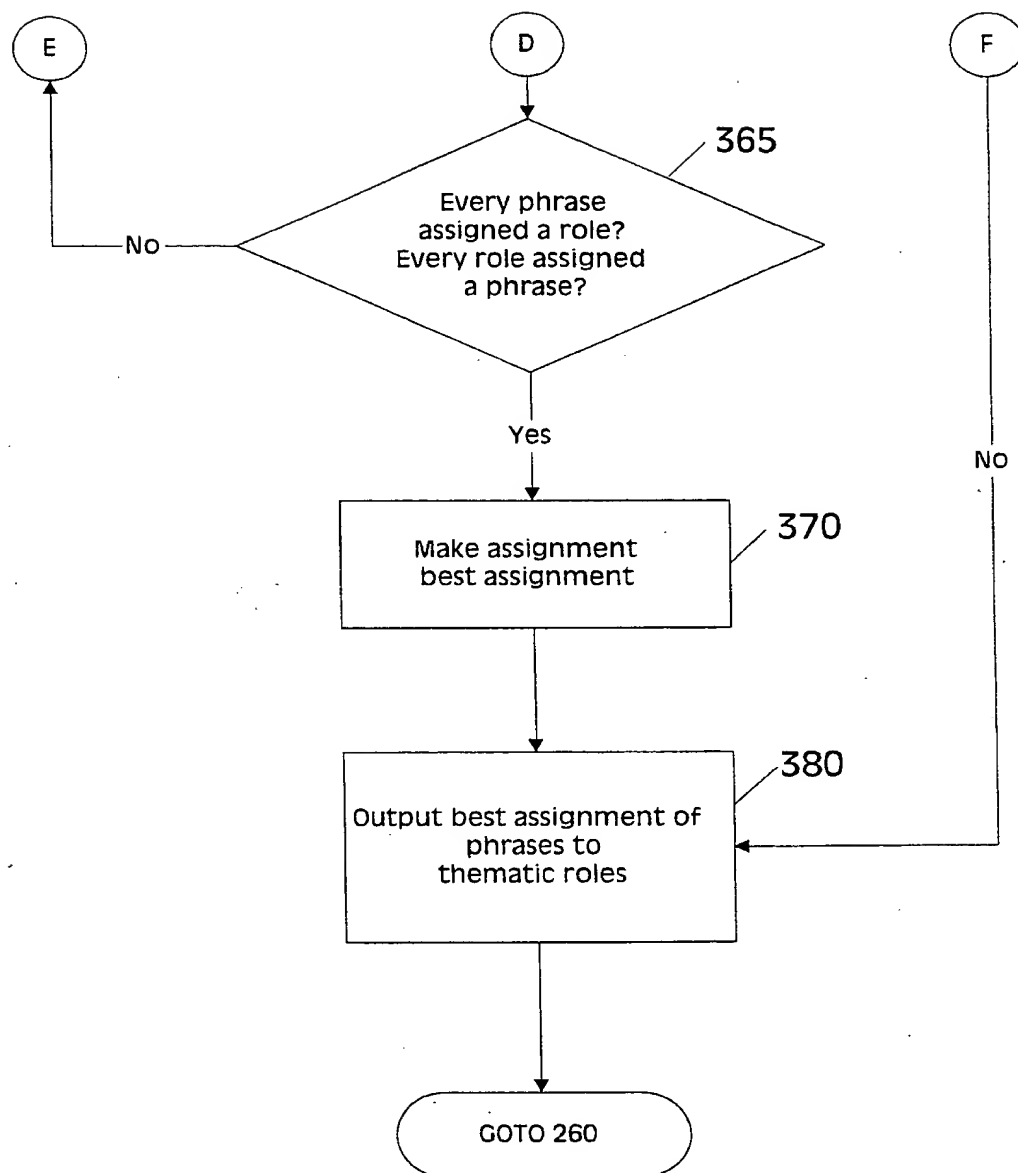 E
D
F
365
Every phrase
assigned a role?
Every role assigned
a phrase?
No
Yes
No
370
Make assignment
best assignment
380
Output best assignment of
phrases to
thematic roles
GOTO 260